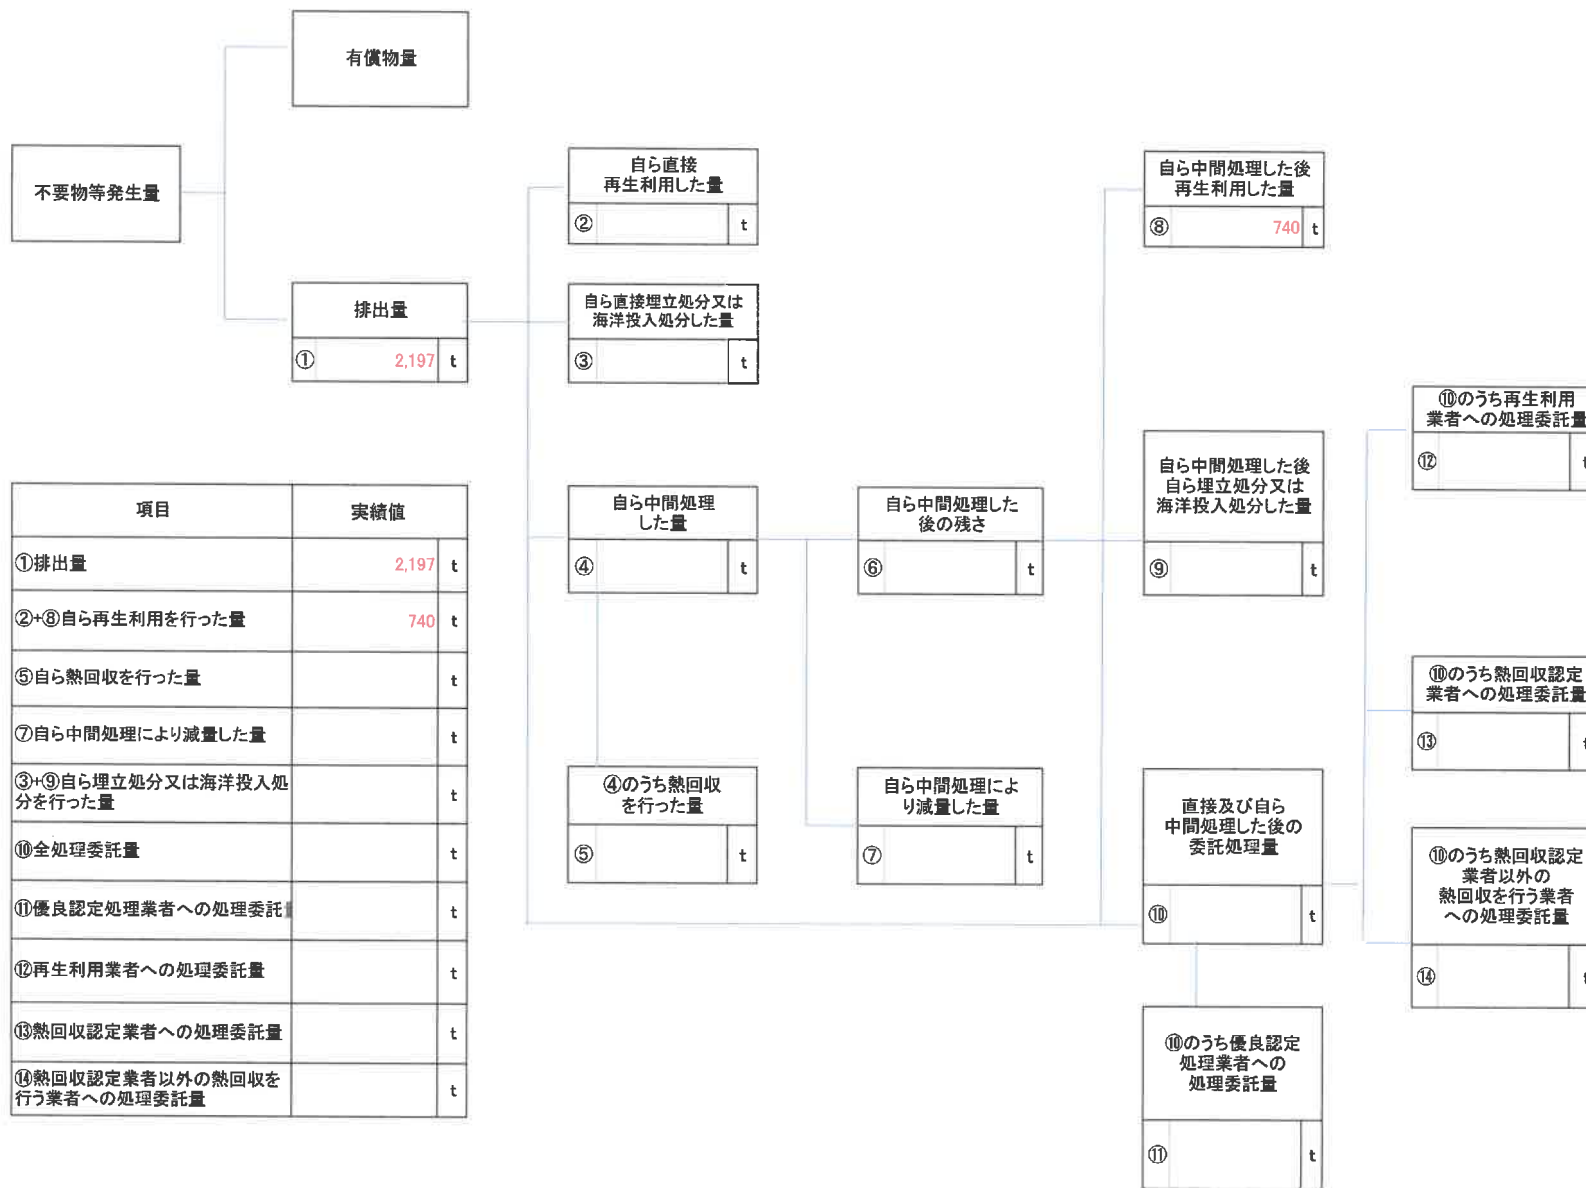 有償物量
不要物等発生量
排出量
① 2,197 t
自ら直接
再生利用した量
② t
自ら直接埋立処分又は
海洋投入処分した量
③ t
自ら中間処理
した量
④ t
④のうち熱回収
を行った量
⑤ t
自ら中間処理した
後の残さ
⑥ t
自ら中間処理によ
り減量した量
⑦ t
自ら中間処理した後
再生利用した量
⑧ 740 t
自ら中間処理した後
自ら埋立処分又は
海洋投入処分した量
⑨ t
直接及び自ら
中間処理した後の
委託処理量
⑩ t
⑩のうち優良認定
処理業者への
処理委託量
⑪ t
⑩のうち再生利用
業者への処理委託量
⑫ t
⑩のうち熱回収認定
業者への処理委託量
⑬ t
⑩のうち熱回収認定
業者以外の
熱回収を行う業者
への処理委託量
⑭ t
項目 実績値
①排出量 2,197 t
②+⑧自ら再生利用を行った量 740 t
⑤自ら熱回収を行った量 t
⑦自ら中間処理により減量した量 t
③+⑨自ら埋立処分又は海洋投入処
分を行った量 t
⑩全処理委託量 t
⑪優良認定処理業者への処理委託 t
⑫再生利用業者への処理委託量 t
⑬熱回収認定業者への処理委託量 t
⑭熱回収認定業者以外の熱回収を
行う業者への処理委託量 t